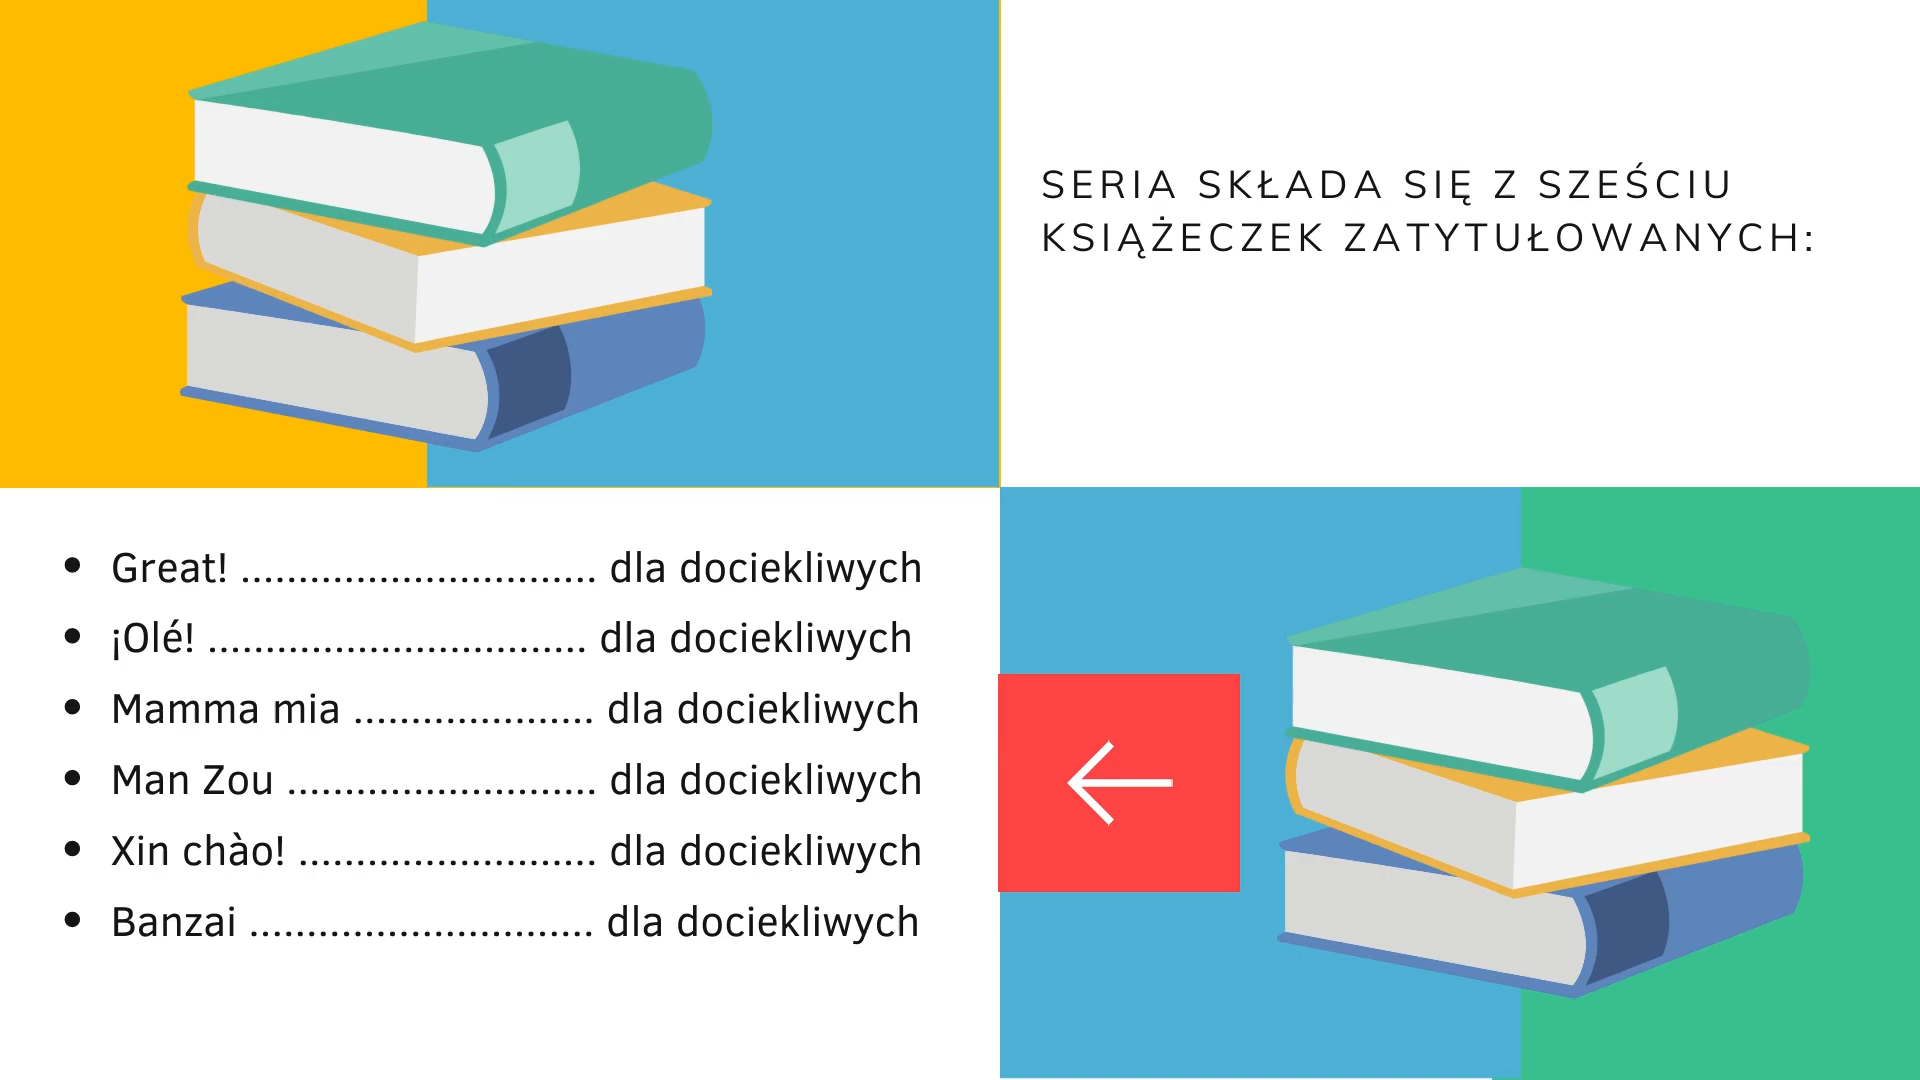 SERIA SKŁADA SIĘ Z SZEŚCIU
KSIĄŻECZEK ZATYTUŁOWANYCH:
• Great! ............................... dla dociekliwych
• ¡Olé! ................................. dla dociekliwych
• Mamma mia ..................... dla dociekliwych
• Man Zou ........................... dla dociekliwych
• Xin chào! .......................... dla dociekliwych
• Banzai .............................. dla dociekliwych